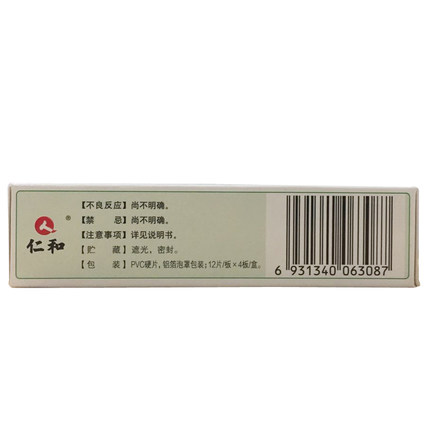 【不良反应】尚不明确。
【禁 忌】尚不明确。
【注意事项】详见说明书。
【贮 藏】遮光，密封。
【包 装】PVC硬片，铝箔泡罩包装；12片/板×4板/盒。
®
仁和
6 931340 063087